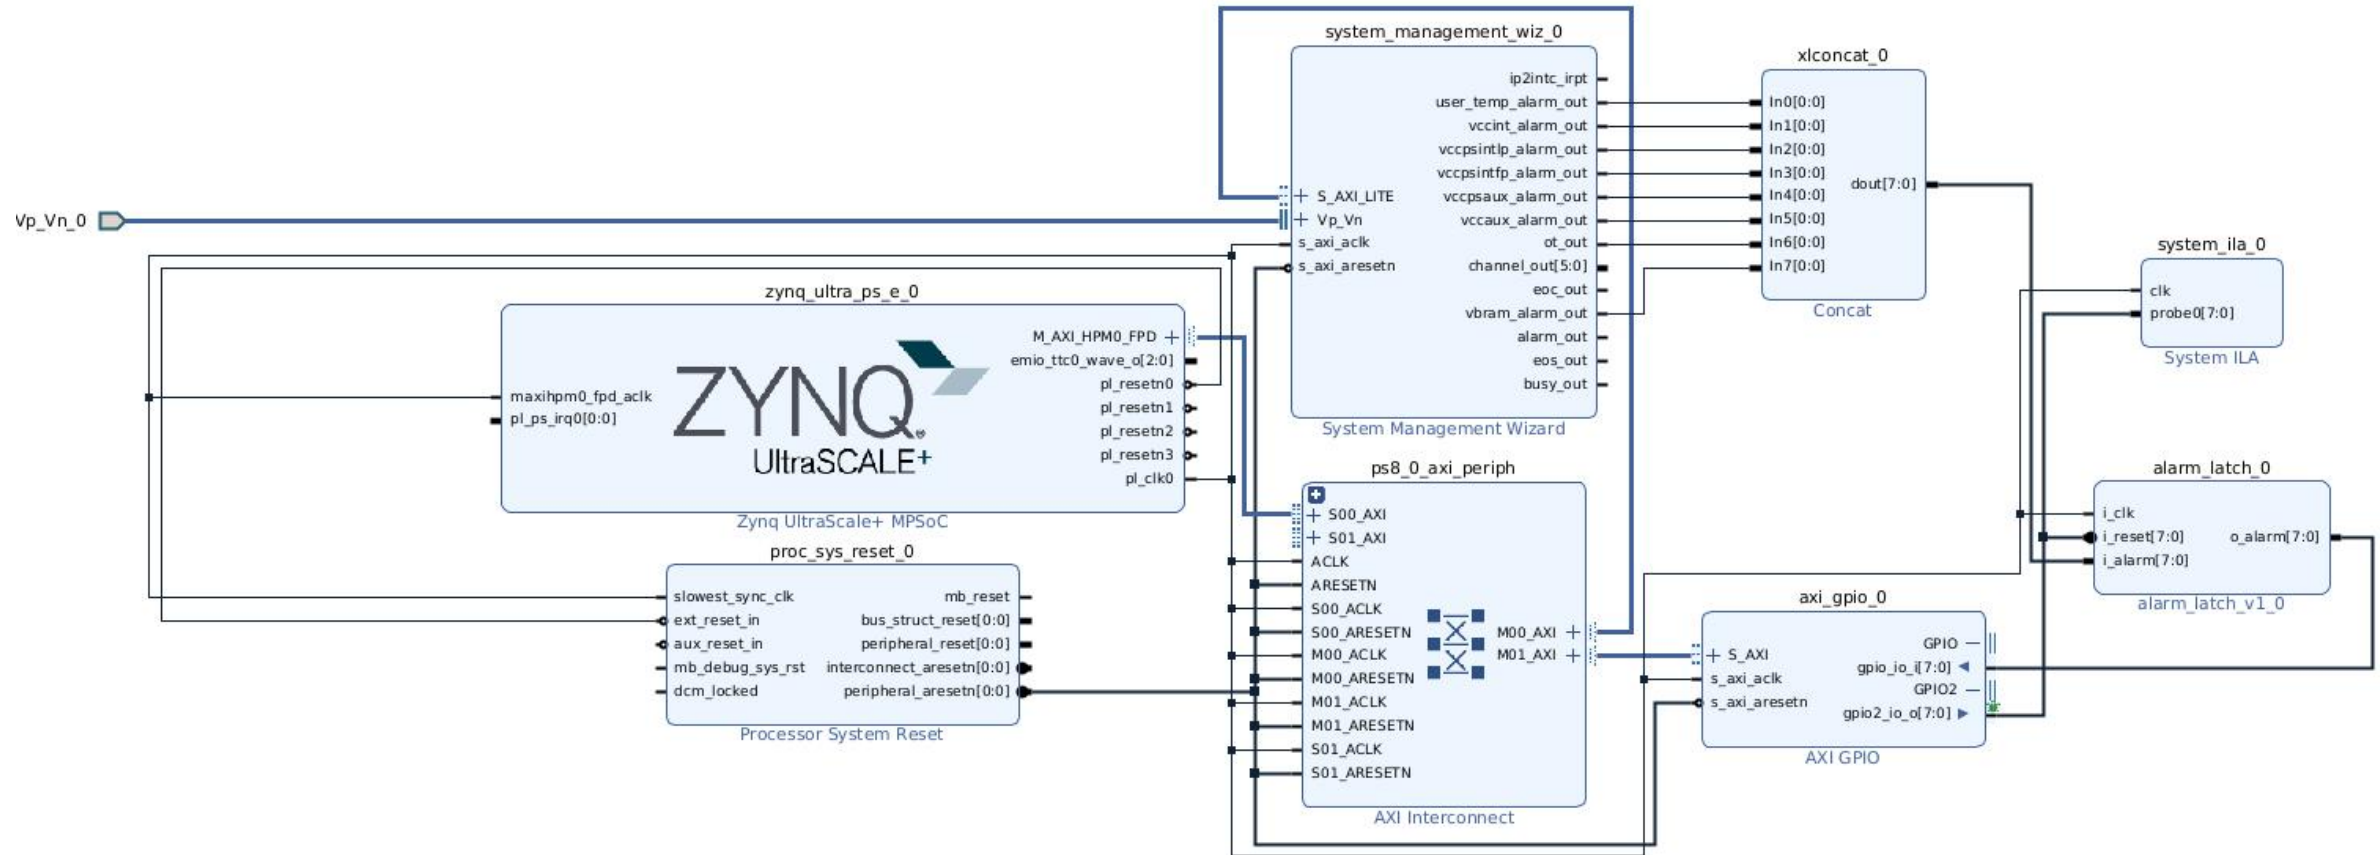 Vp_Vn_0
zynq_ultra_ps_e_0
maxihpm0_fpd_aclk
pl_ps_irq0[0:0]
ZYNQ
UltraSCALE+
M_AXI_HPM0_FPD
emio_ttc0_wave_o[2:0]
pl_resetn0
pl_resetn1
pl_resetn2
pl_resetn3
pl_clk0
Zynq UltraScale+ MPSoC
proc_sys_reset_0
slowest_sync_clk
ext_reset_in
aux_reset_in
mb_debug_sys_rst
dcm_locked
mb_reset
bus_struct_reset[0:0]
peripheral_reset[0:0]
interconnect_aresetn[0:0]
peripheral_aresetn[0:0]
Processor System Reset
system_management_wiz_0
S_AXI_LITE
Vp_Vn
s_axi_aclk
s_axi_aresetn
ip2intc_irpt
user_temp_alarm_out
vccint_alarm_out
vccpsintlp_alarm_out
vccpsintfp_alarm_out
vccpsaux_alarm_out
vccaux_alarm_out
ot_out
channel_out[5:0]
eoc_out
vbram_alarm_out
alarm_out
eos_out
busy_out
System Management Wizard
ps8_0_axi_periph
S00_AXI
S01_AXI
ACLK
ARESETN
S00_ACLK
S00_ARESETN
M00_ACLK
M00_ARESETN
M01_ACLK
M01_ARESETN
S01_ACLK
S01_ARESETN
M00_AXI
M01_AXI
AXI Interconnect
xlconcat_0
In0[0:0]
In1[0:0]
In2[0:0]
In3[0:0]
In4[0:0]
In5[0:0]
In6[0:0]
In7[0:0]
dout[7:0]
Concat
system_ila_0
clk
probe0[7:0]
System ILA
alarm_latch_0
i_clk
i_reset[7:0]
i_alarm[7:0]
o_alarm[7:0]
alarm_latch_v1_0
axi_gpio_0
S_AXI
s_axi_aclk
s_axi_aresetn
GPIO
gpio_io_i[7:0]
GPIO2
gpio2_io_o[7:0]
AXI GPIO